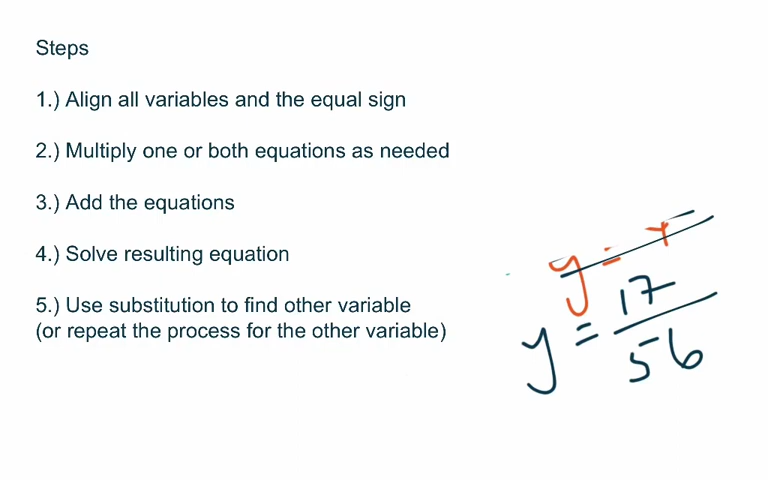 Steps
1.) Align all variables and the equal sign
2.) Multiply one or both equations as needed
3.) Add the equations
4.) Solve resulting equation
5.) Use substitution to find other variable
(or repeat the process for the other variable)
y =
y = 17/56